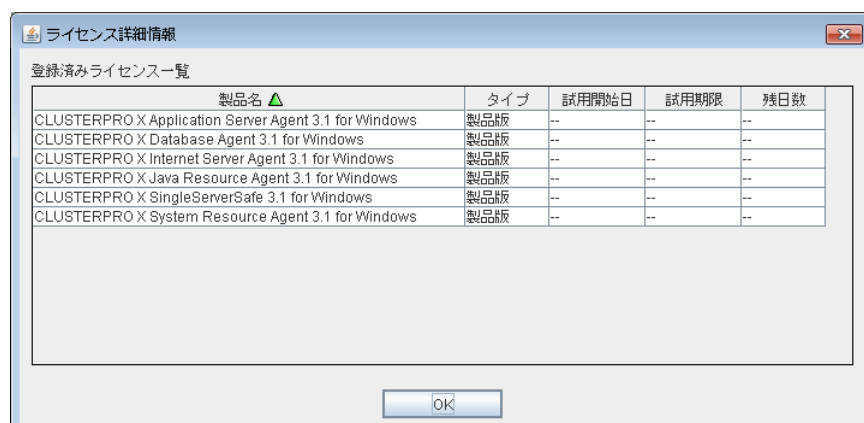 ライセンス詳細情報
登録済みライセンス一覧
製品名 タイプ 試用開始日 試用期限 残日数
CLUSTERPRO X Application Server Agent 3.1 for Windows 製品版 -- -- --
CLUSTERPRO X Database Agent 3.1 for Windows 製品版 -- -- --
CLUSTERPRO X Internet Server Agent 3.1 for Windows 製品版 -- -- --
CLUSTERPRO X Java Resource Agent 3.1 for Windows 製品版 -- -- --
CLUSTERPRO X SingleServerSafe 3.1 for Windows 製品版 -- -- --
CLUSTERPRO X System Resource Agent 3.1 for Windows 製品版 -- -- --
OK